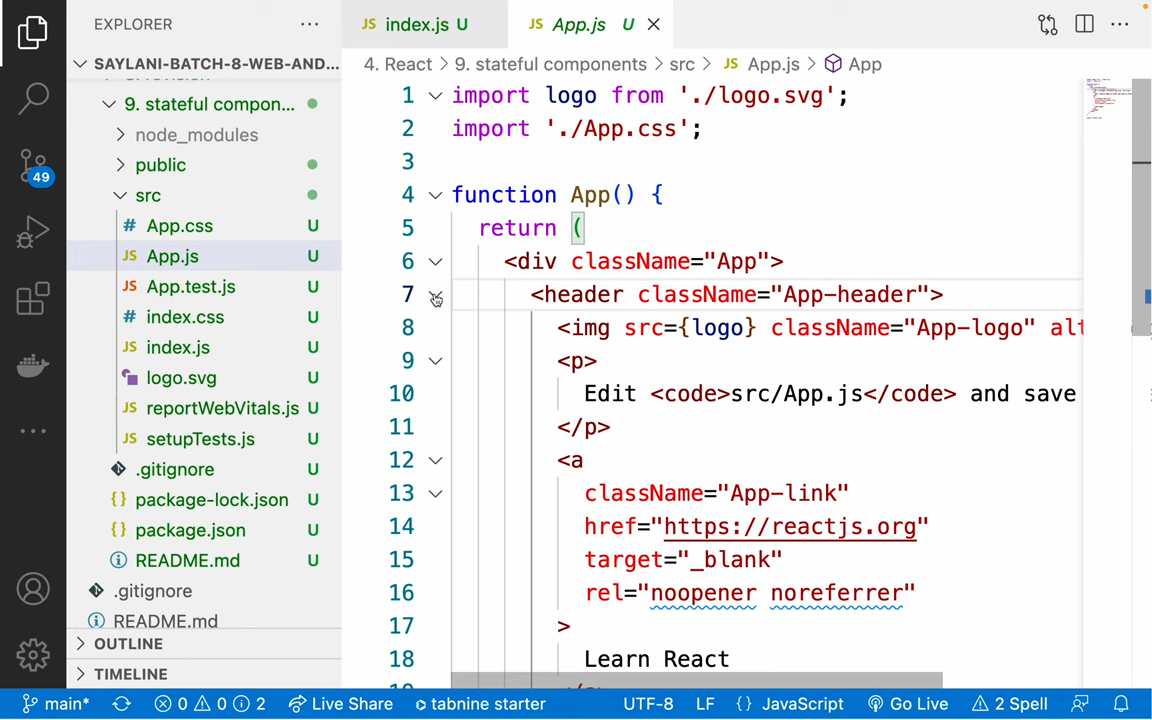 EXPLORER
SAYLANI-BATCH-8-WEB-AND...
9. stateful compon...
node_modules
public
src
App.css U
App.js U
App.test.js U
index.css U
index.js U
logo.svg U
reportWebVitals.js U
setupTests.js U
.gitignore U
package-lock.json U
package.json U
README.md U
.gitignore
README.md
OUTLINE
TIMELINE
49
JS index.js U
JS App.js U
4. React > 9. stateful components > src > JS App.js > App
1 import logo from './logo.svg';
2 import './App.css';
3
4 function App() {
5 return (
6 <div className="App">
7 <header className="App-header">
8 <img src={logo} className="App-logo" alt
9 <p>
10 Edit <code>src/App.js</code> and save
11 </p>
12 <a
13 className="App-link"
14 href="https://reactjs.org"
15 target="_blank"
16 rel="noopener noreferrer"
17 >
18 Learn React
main* 0 0 2 Live Share tabnine starter UTF-8 LF {} JavaScript Go Live 2 Spell